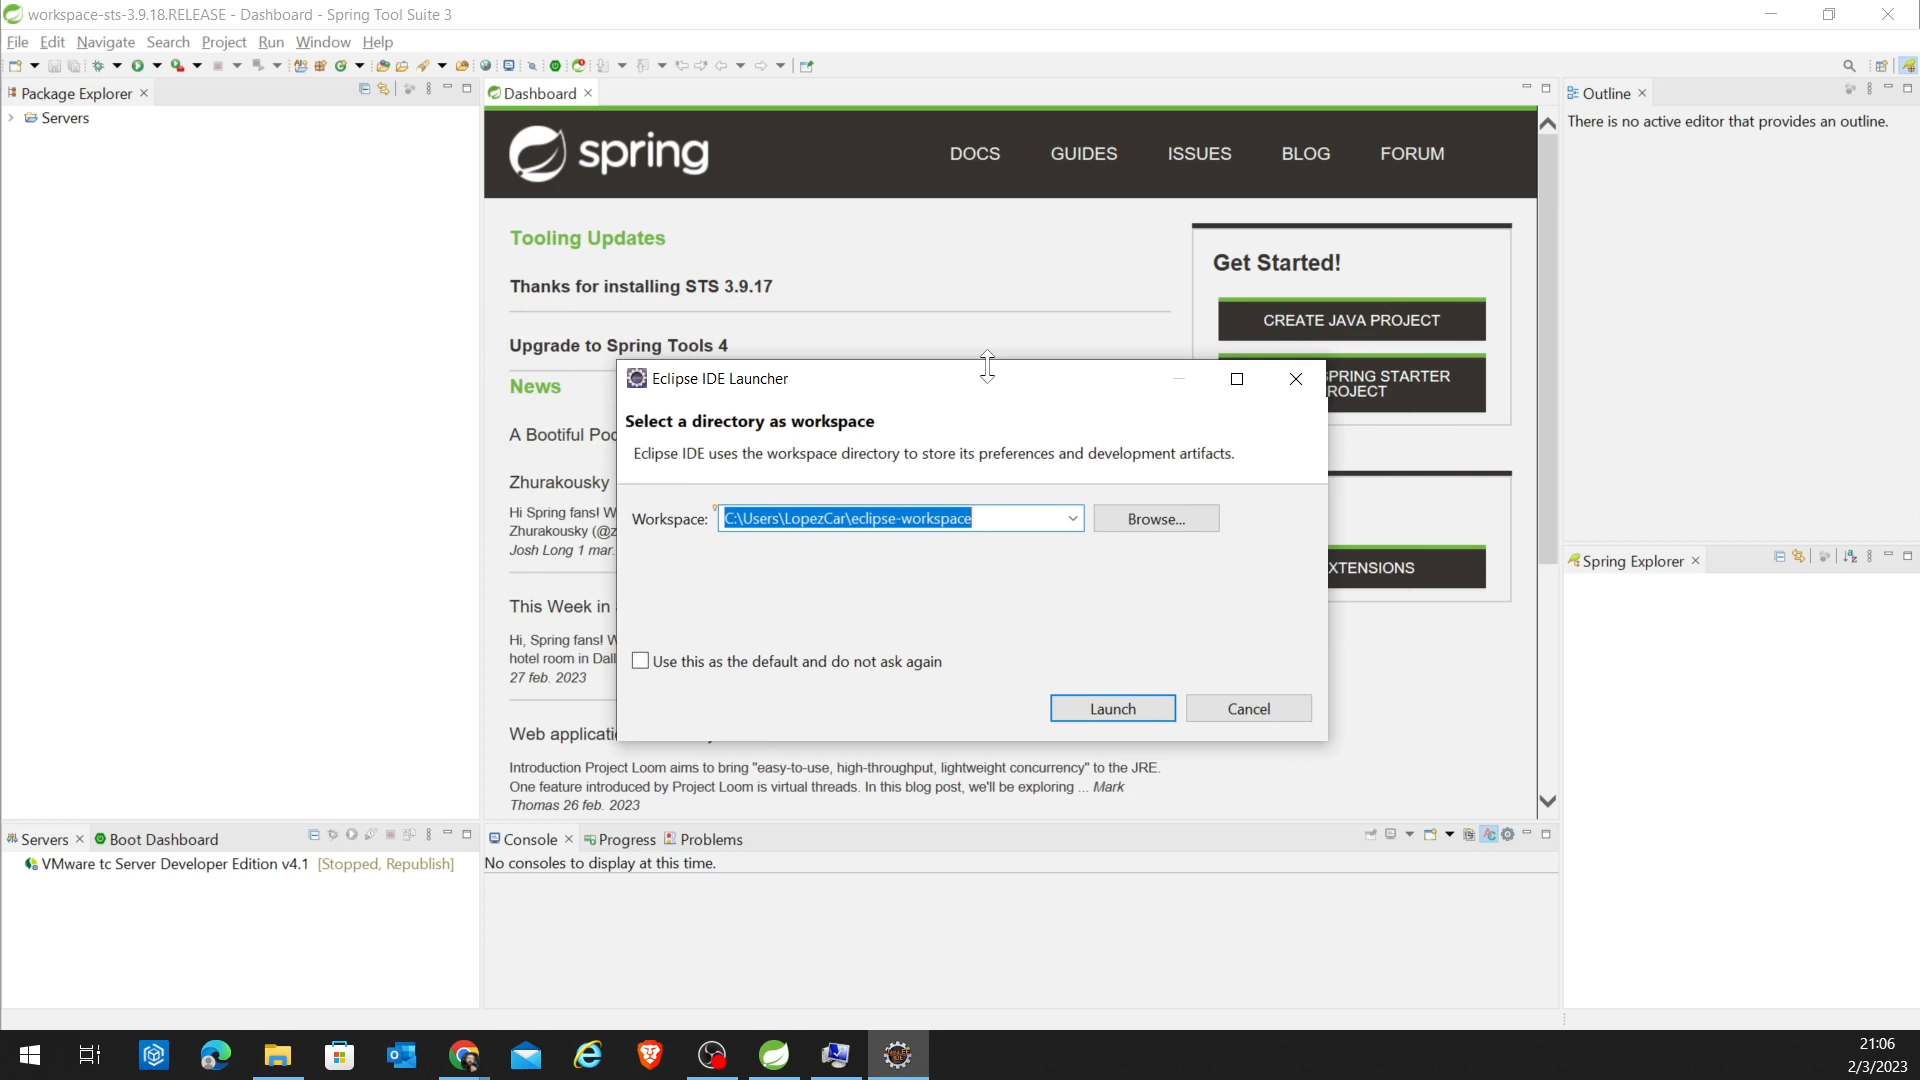 workspace-sts-3.9.18.RELEASE - Dashboard - Spring Tool Suite 3
File Edit Navigate Search Project Run Window Help
Package Explorer
Servers
Dashboard
spring
DOCS GUIDES ISSUES BLOG FORUM
Tooling Updates
Thanks for installing STS 3.9.17
Upgrade to Spring Tools 4
News
A Bootiful
Zhurakousky
Hi Spring fans!
Zhurakousky
Josh Long 1 mar.
This Week in
Hi, Spring fans!
hotel room in
27 feb. 2023
Web
Introduction Project Loom aims to bring "easy-to-use, high-throughput, lightweight concurrency" to the JRE.
One feature introduced by Project Loom is virtual threads. In this blog post, we'll be exploring ... Mark
Thomas 26 feb. 2023
Get Started!
CREATE JAVA PROJECT
SPRING STARTER
Eclipse IDE Launcher
Select a directory as workspace
Eclipse IDE uses the workspace directory to store its preferences and development artifacts.
Workspace: C:\Users\LopezCar\eclipse-workspace Browse...
Use this as the default and do not ask again
Launch Cancel
Outline
There is no active editor that provides an outline.
Spring Explorer
Servers Boot Dashboard
VMware tc Server Developer Edition v4.1 [Stopped, Republish]
Console Progress Problems
No consoles to display at this time.
21:06
2/3/2023